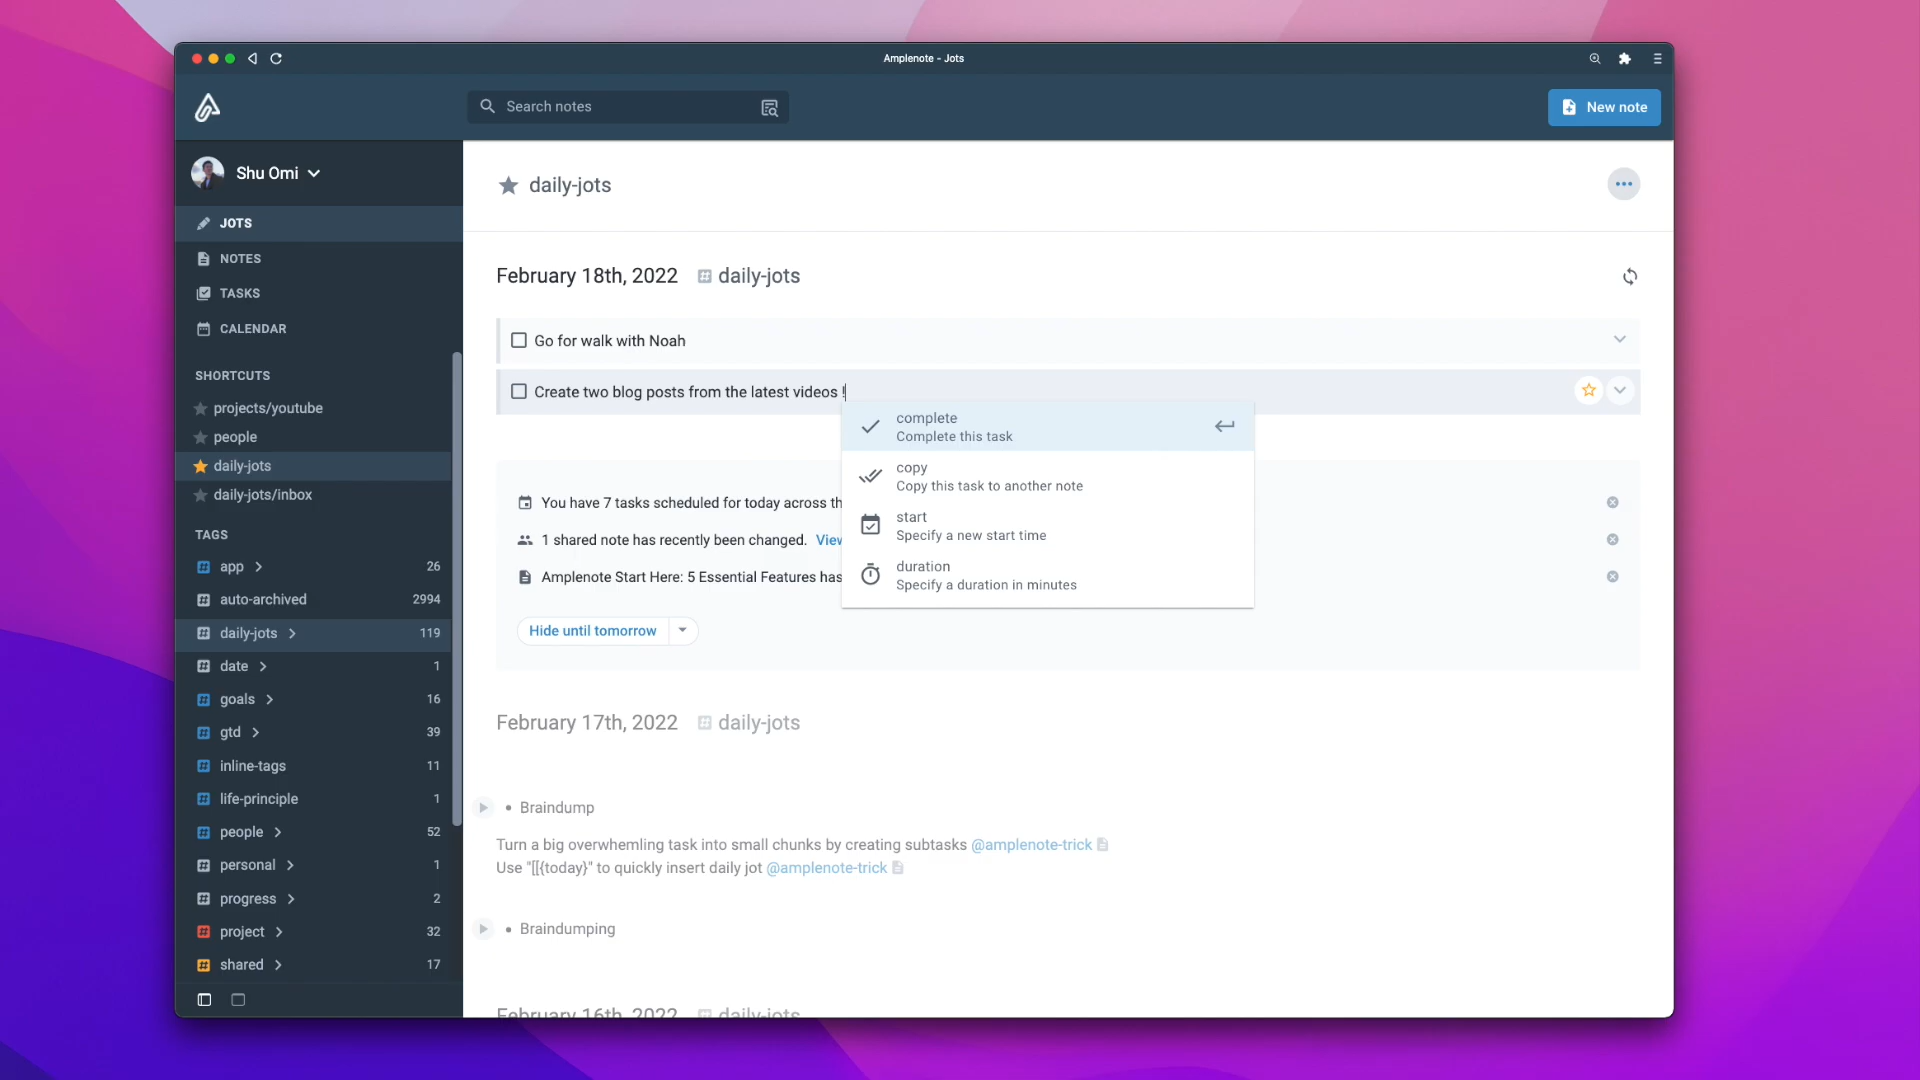 Amplenote - Jots
Search notes
New note
Shu Omi
JOTS
NOTES
TASKS
CALENDAR
SHORTCUTS
projects/youtube
people
daily-jots
daily-jots/inbox
TAGS
app 26
auto-archived 2994
daily-jots 119
date 1
goals 16
gtd 39
inline-tags 11
life-principle 1
people 52
personal 1
progress 2
project 32
shared 17
daily-jots
February 18th, 2022 daily-jots
Go for walk with Noah
Create two blog posts from the latest videos !
complete
Complete this task
copy
Copy this task to another note
start
Specify a new start time
duration
Specify a duration in minutes
You have 7 tasks scheduled for today across
1 shared note has recently been changed. View
Amplenote Start Here: 5 Essential Features has
Hide until tomorrow
February 17th, 2022 daily-jots
• Braindump
Turn a big overwhemling task into small chunks by creating subtasks @amplenote-trick
Use "[[{today}" to quickly insert daily jot @amplenote-trick
• Braindumping
February 16th, 2022 daily-jots